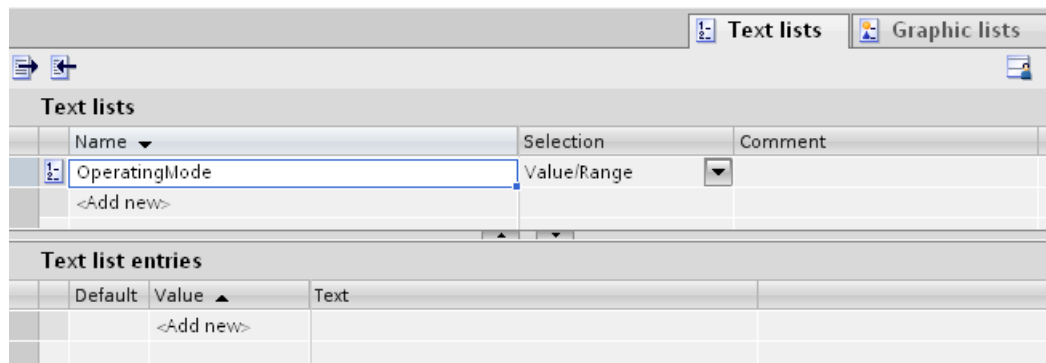 Text lists Graphic lists
Text lists
Name Selection Comment
OperatingMode Value/Range
<Add new>
Text list entries
Default Value Text
<Add new>